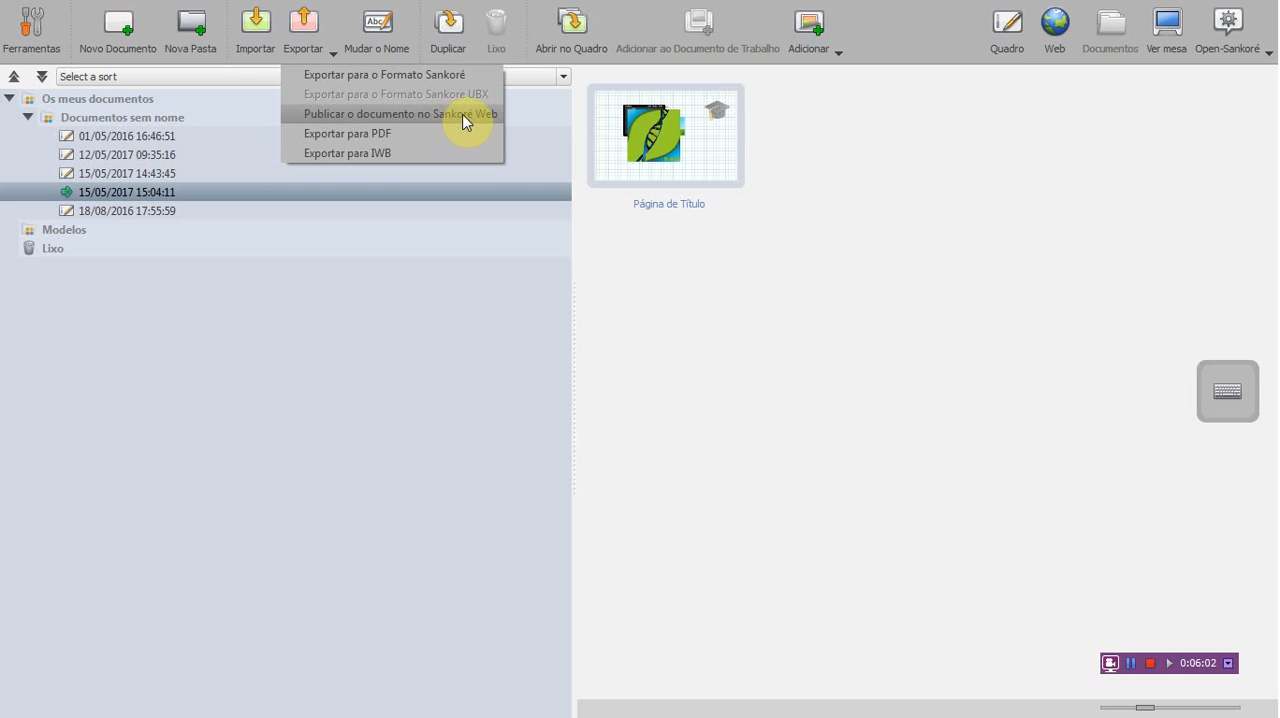 Ferramentas Novo Documento Nova Pasta Importar Exportar Mudar o Nome Duplicar Lixo Abrir no Quadro Adicionar ao Documento de Trabalho Adicionar Quadro Web Documentos Ver mesa Open-Sankoré
Select a sort
Exportar para o Formato Sankoré
Exportar para o Formato Sankoré UBX
Publicar o documento no Sankoré Web
Exportar para PDF
Exportar para IWB
Os meus documentos
Documentos sem nome
01/05/2016 16:46:51
12/05/2017 09:35:16
15/05/2017 14:43:45
15/05/2017 15:04:11
18/08/2016 17:55:59
Modelos
Lixo
Página de Título
0:06:02